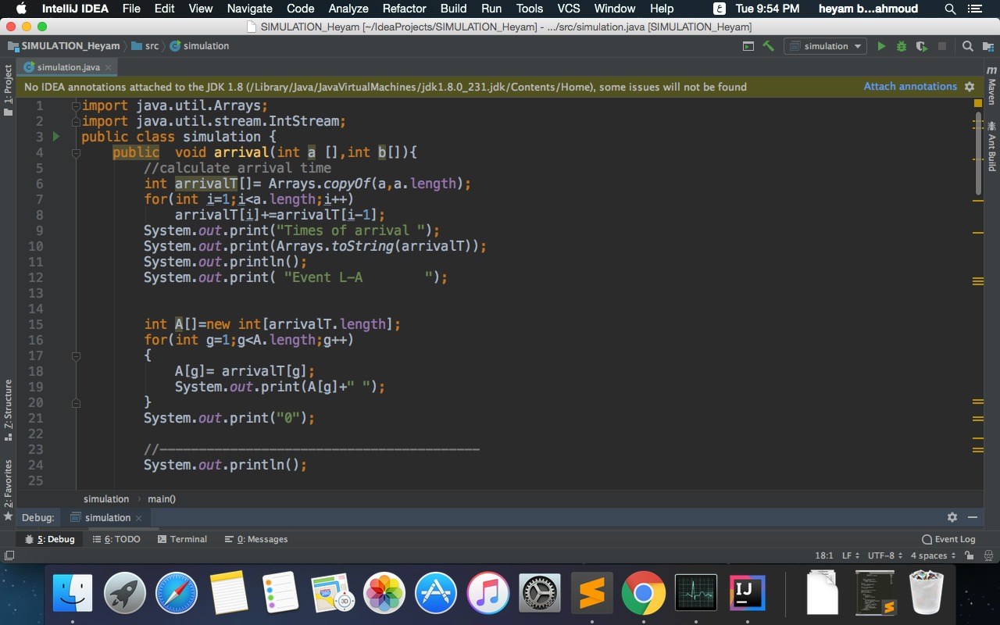 IntelliJ IDEA File Edit View Navigate Code Analyze Refactor Build Run Tools VCS Window Help ع Tue 9:54 PM heyam b...ahmoud
SIMULATION_Heyam [~/IdeaProjects/SIMULATION_Heyam] - .../src/simulation.java [SIMULATION_Heyam]
SIMULATION_Heyam src simulation simulation
simulation.java
1: Project
No IDEA annotations attached to the JDK 1.8 (/Library/Java/JavaVirtualMachines/jdk1.8.0_231.jdk/Contents/Home), some issues will not be found Attach annotations
1 import java.util.Arrays;
2 import java.util.stream.IntStream;
3 public class simulation {
4     public  void arrival(int a [],int b[]){
5         //calculate arrival time
6         int arrivalT[]= Arrays.copyOf(a,a.length);
7         for(int i=1;i<a.length;i++)
8             arrivalT[i]+=arrivalT[i-1];
9         System.out.print("Times of arrival ");
10         System.out.print(Arrays.toString(arrivalT));
11         System.out.println();
12         System.out.print( "Event L-A        ");
13
14
15         int A[]=new int[arrivalT.length];
16         for(int g=1;g<A.length;g++)
17         {
18             A[g]= arrivalT[g];
19             System.out.print(A[g]+" ");
20         }
21         System.out.print("0");
22
23         //-----------------------------------------
24         System.out.println();
25
m Maven
Ant Build
7: Structure
2: Favorites
simulation main()
Debug: simulation
5: Debug 6: TODO Terminal 0: Messages Event Log
18:1 LF UTF-8 4 spaces
280
3D
IJ
S